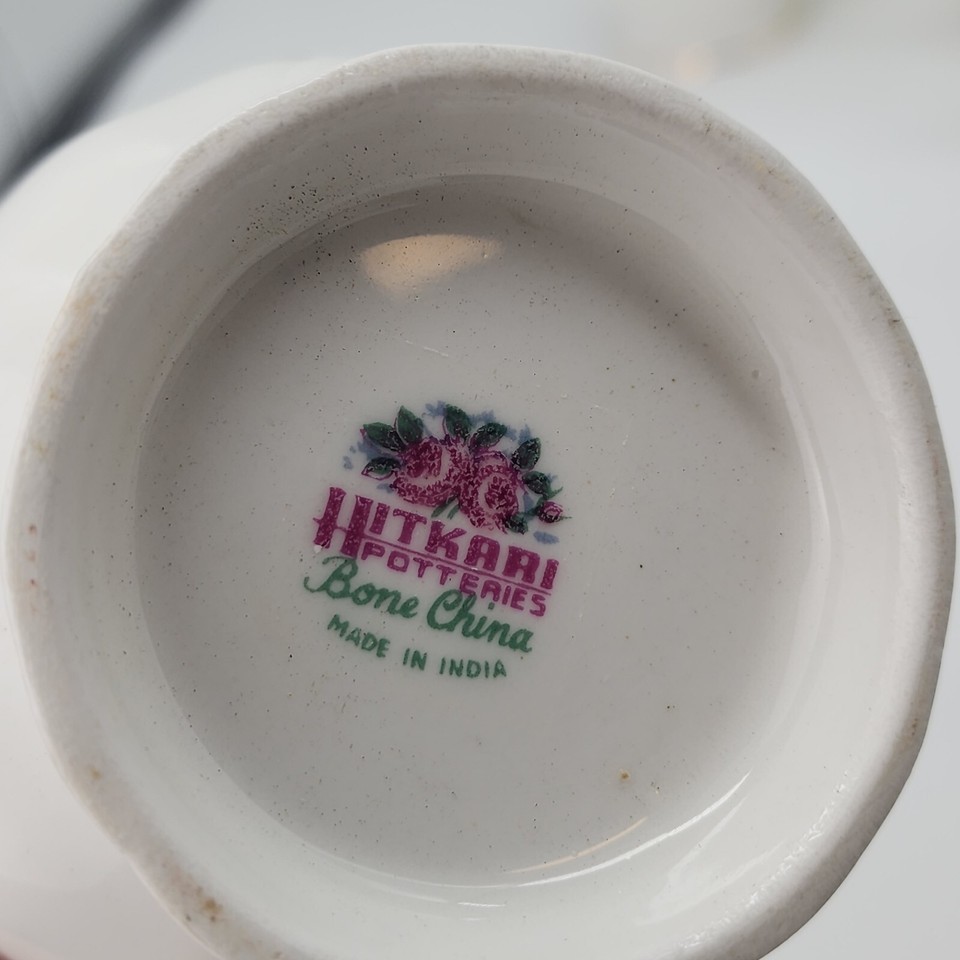 HITKARI
POTTERIES
Bone China
MADE IN INDIA